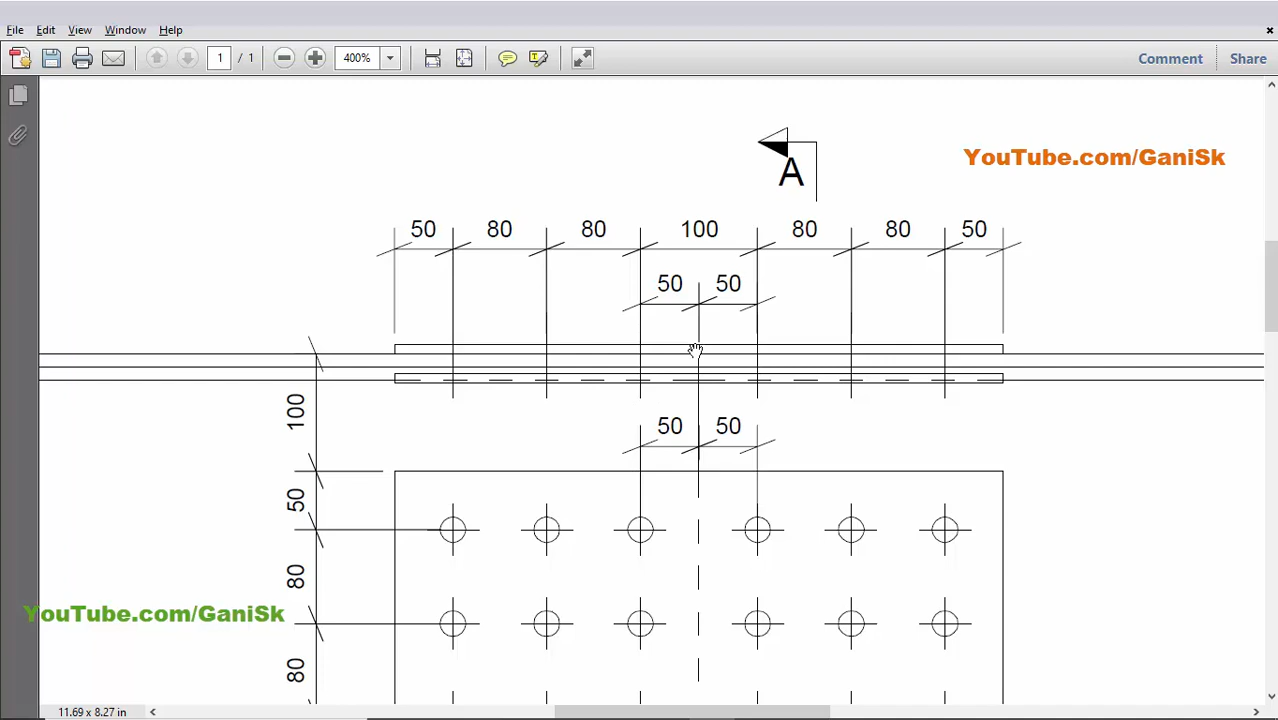 File Edit View Window Help
1 / 1 400% Comment Share
YouTube.com/GaniSk
A
50 80 80 100 80 80 50
50 50
100
50 50
50
80
YouTube.com/GaniSk
80
11.69 x 8.27 in